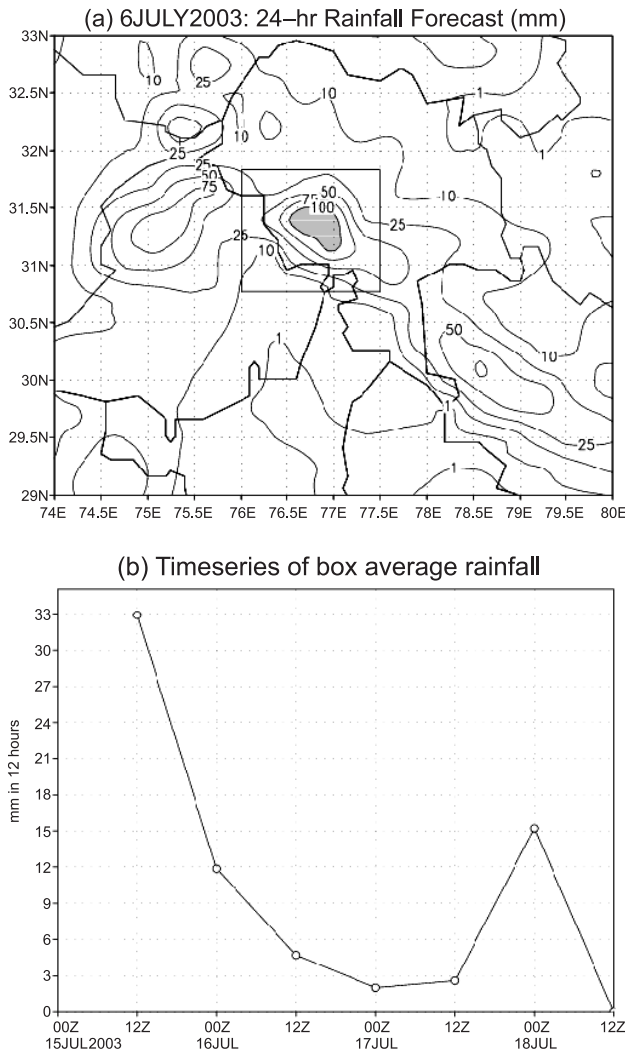 (a) 6JULY2003: 24–hr Rainfall Forecast (mm)
33N
10
25
32.5N
10
10
1
32N
25
1
25
50
75
31.5N
50
75
100
10
25
25
31N
10
30.5N
1
50
10
30N
1
29.5N
25
1
29N
74E 74.5E 75E 75.5E 76E 76.5E 77E 77.5E 78E 78.5E 79E 79.5E 80E
(b) Timeseries of box average rainfall
mm in 12 hours
33
30
27
24
21
18
15
12
9
6
3
0
00Z 12Z 00Z 12Z 00Z 12Z 00Z 12Z
15JUL2003 16JUL 17JUL 18JUL